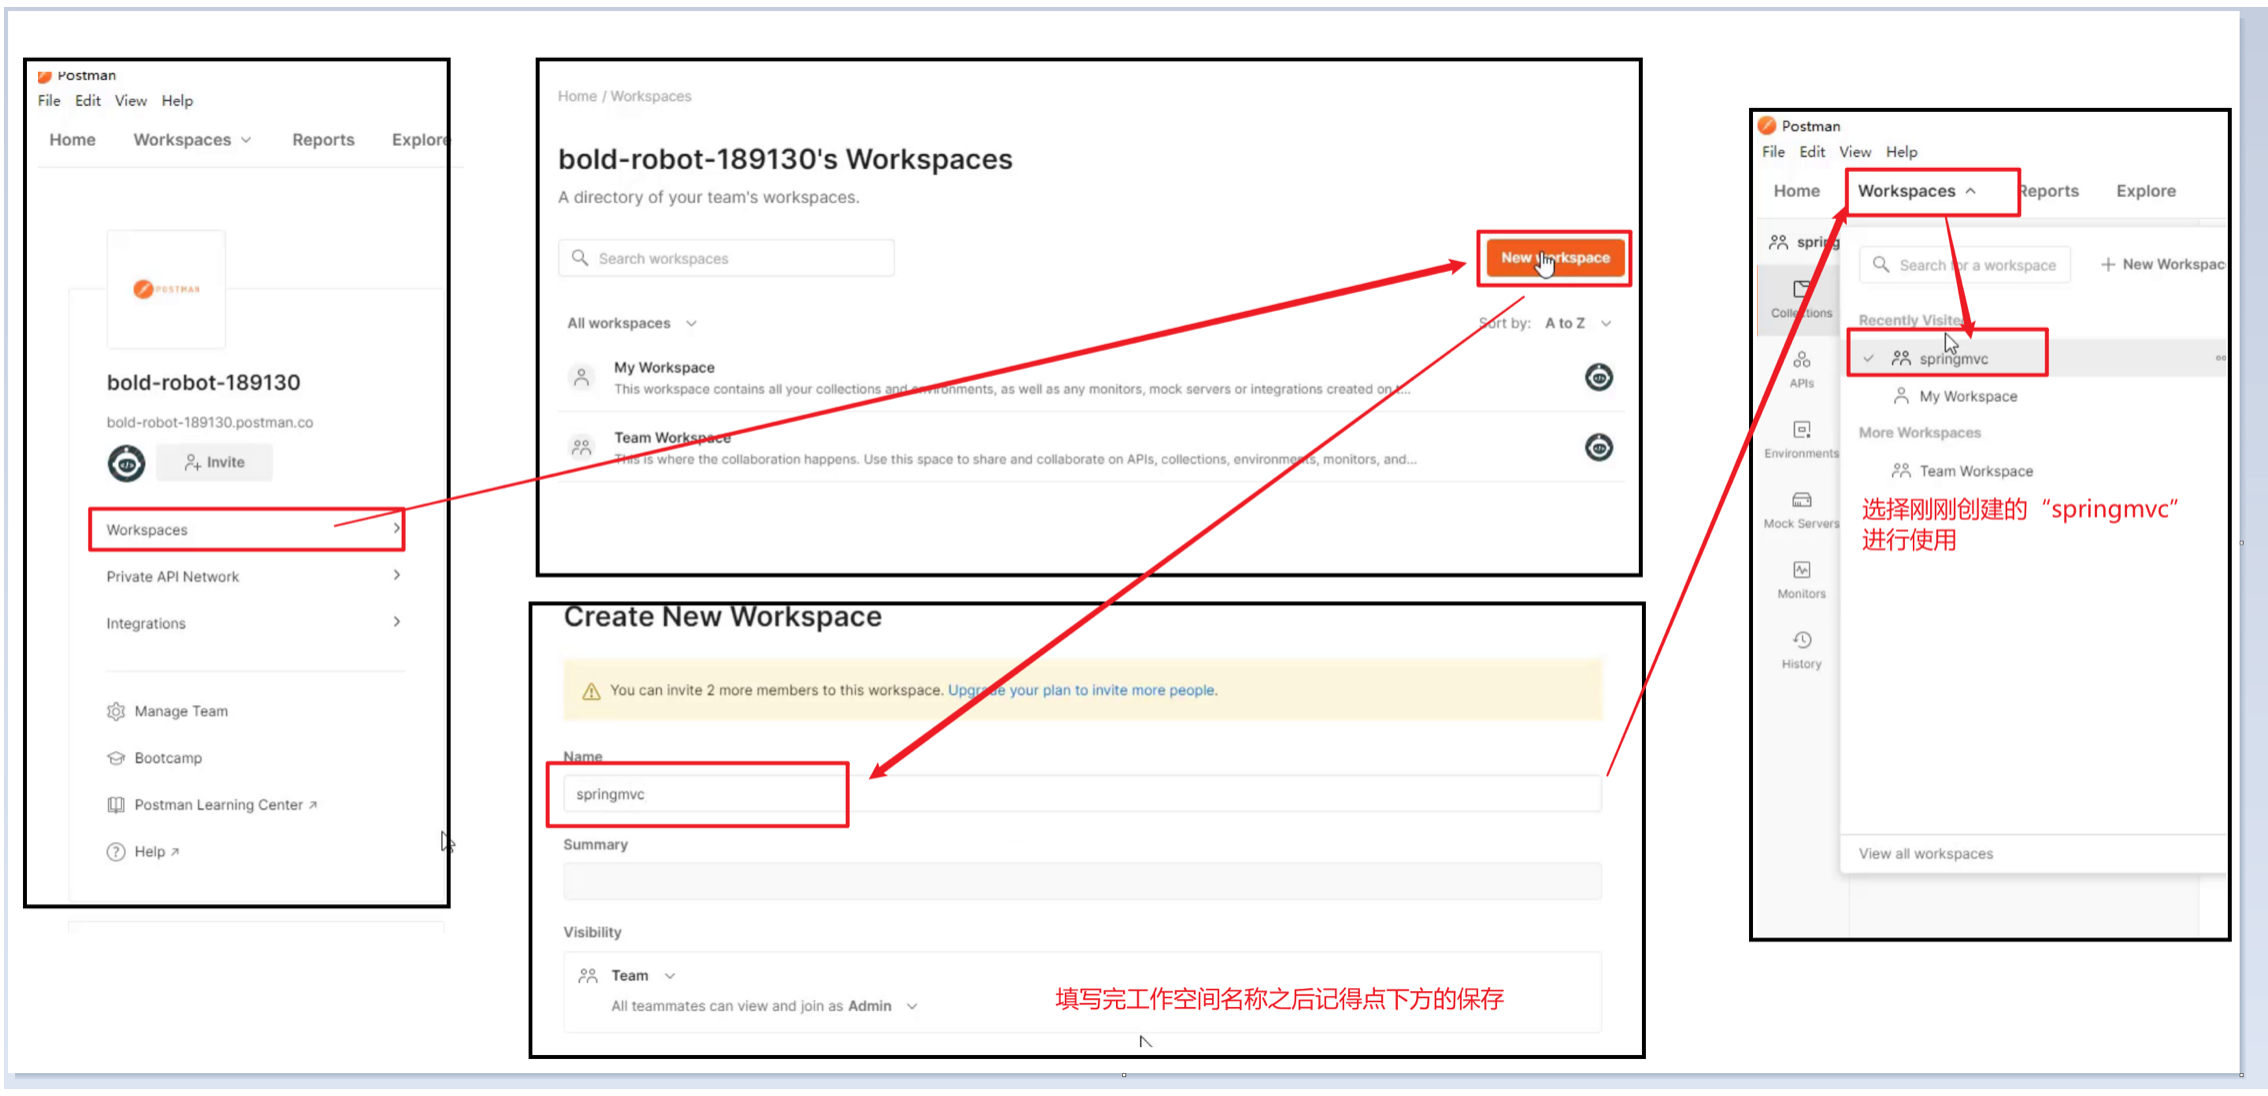 Postman
File Edit View Help
Home Workspaces Reports Explore
POSTMAN
bold-robot-189130
bold-robot-189130.postman.co
Invite
Workspaces
Private API Network
Integrations
Manage Team
Bootcamp
Postman Learning Center
Help
Home / Workspaces
bold-robot-189130's Workspaces
A directory of your team's workspaces.
Search workspaces
New Workspace
All workspaces
Sort by: A to Z
My Workspace
This workspace contains all your collections and environments, as well as any monitors, mock servers or integrations created on t...
Team Workspace
This is where the collaboration happens. Use this space to share and collaborate on APIs, collections, environments, monitors, and...
Create New Workspace
You can invite 2 more members to this workspace. Upgrade your plan to invite more people.
Name
springmvc
Summary
Visibility
Team
All teammates can view and join as Admin
填写完工作空间名称之后记得点下方的保存
Postman
File Edit View Help
Home Workspaces Reports Explore
spring
Search for a workspace
New Workspac
Collections
Recently Visited
springmvc
APIs
My Workspace
More Workspaces
Environments
Team Workspace
选择刚刚创建的“springmvc”
进行使用
Mock Servers
Monitors
History
View all workspaces